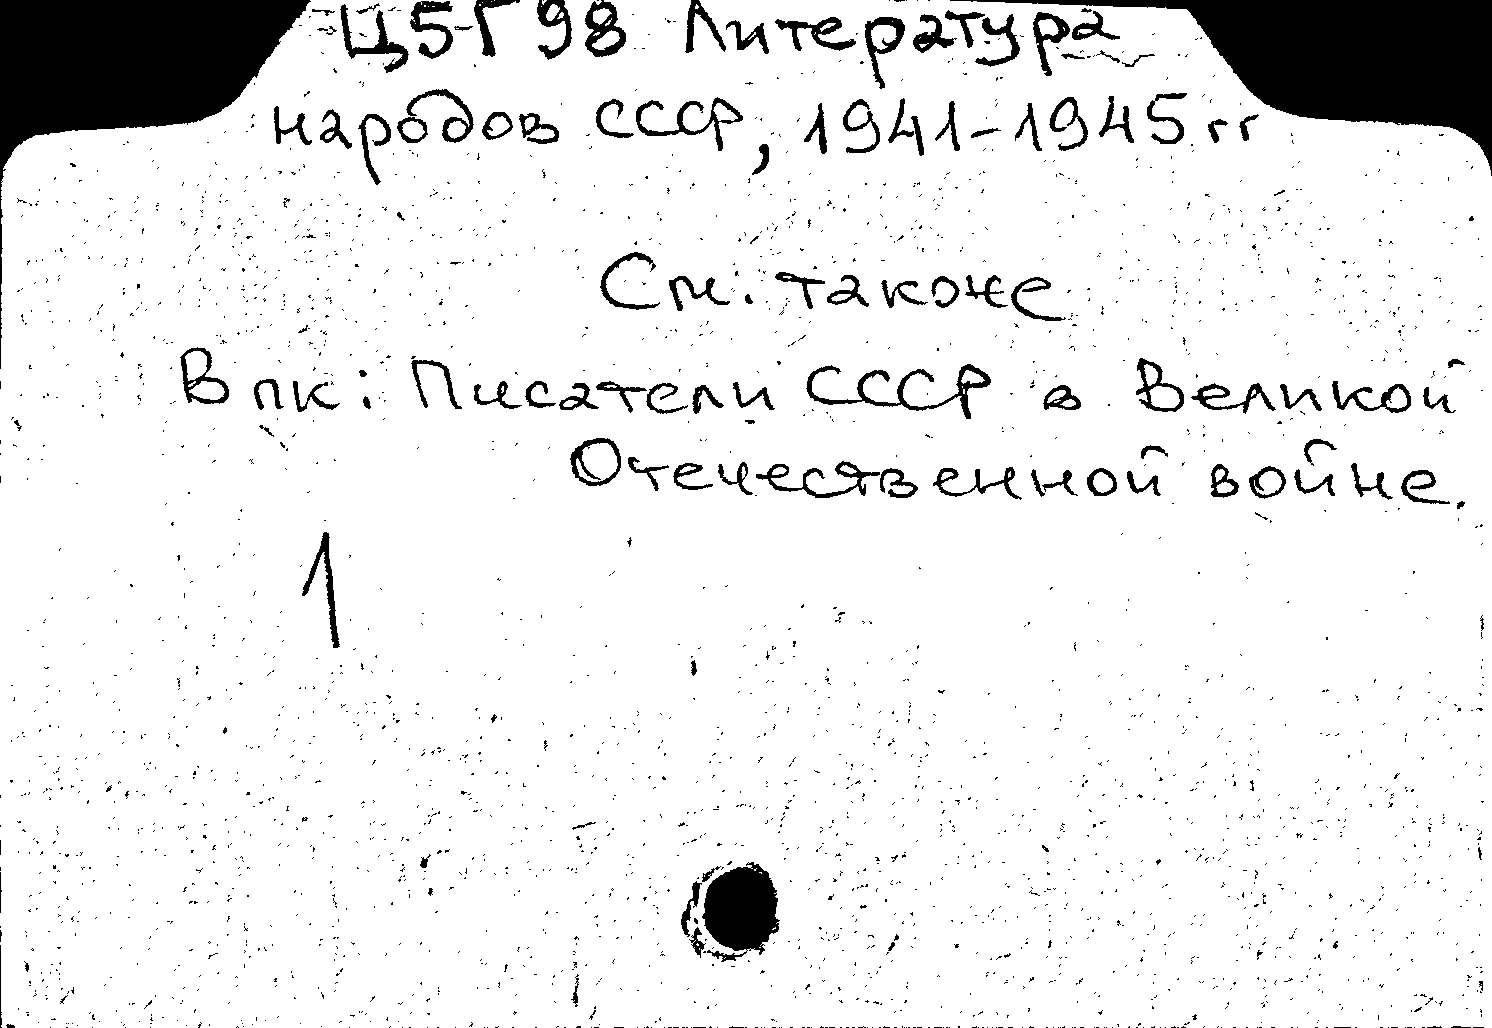 Ц5Г98 Литература
народов СССР, 1941-1945 гг
См. также
В пк: Писатели СССР в Великой
Отечественной войне.
1